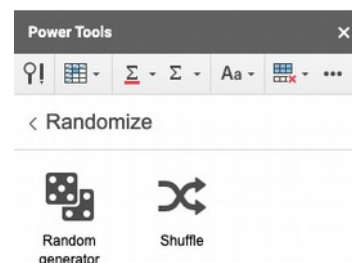 Power Tools
Σ Σ Aa
< Randomize
Random Shuffle
generator